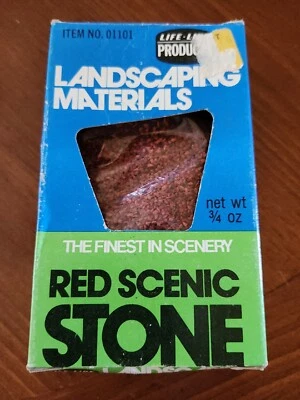 ITEM NO. 01101
LANDSCAPING
MATERIALS
net wt
¾ oz
THE FINEST IN SCENERY
RED SCENIC
STONE